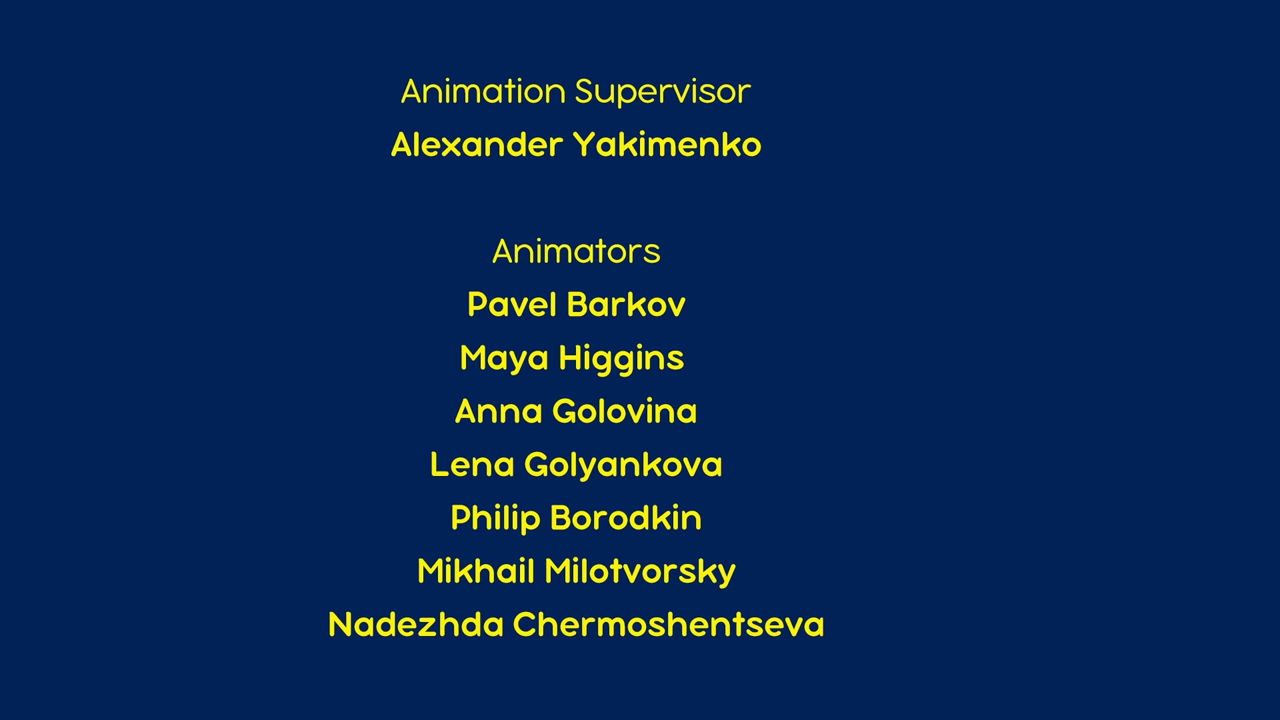 Animation Supervisor
Alexander Yakimenko
Animators
Pavel Barkov
Maya Higgins
Anna Golovina
Lena Golyankova
Philip Borodkin
Mikhail Milotvorsky
Nadezhda Chermoshentseva